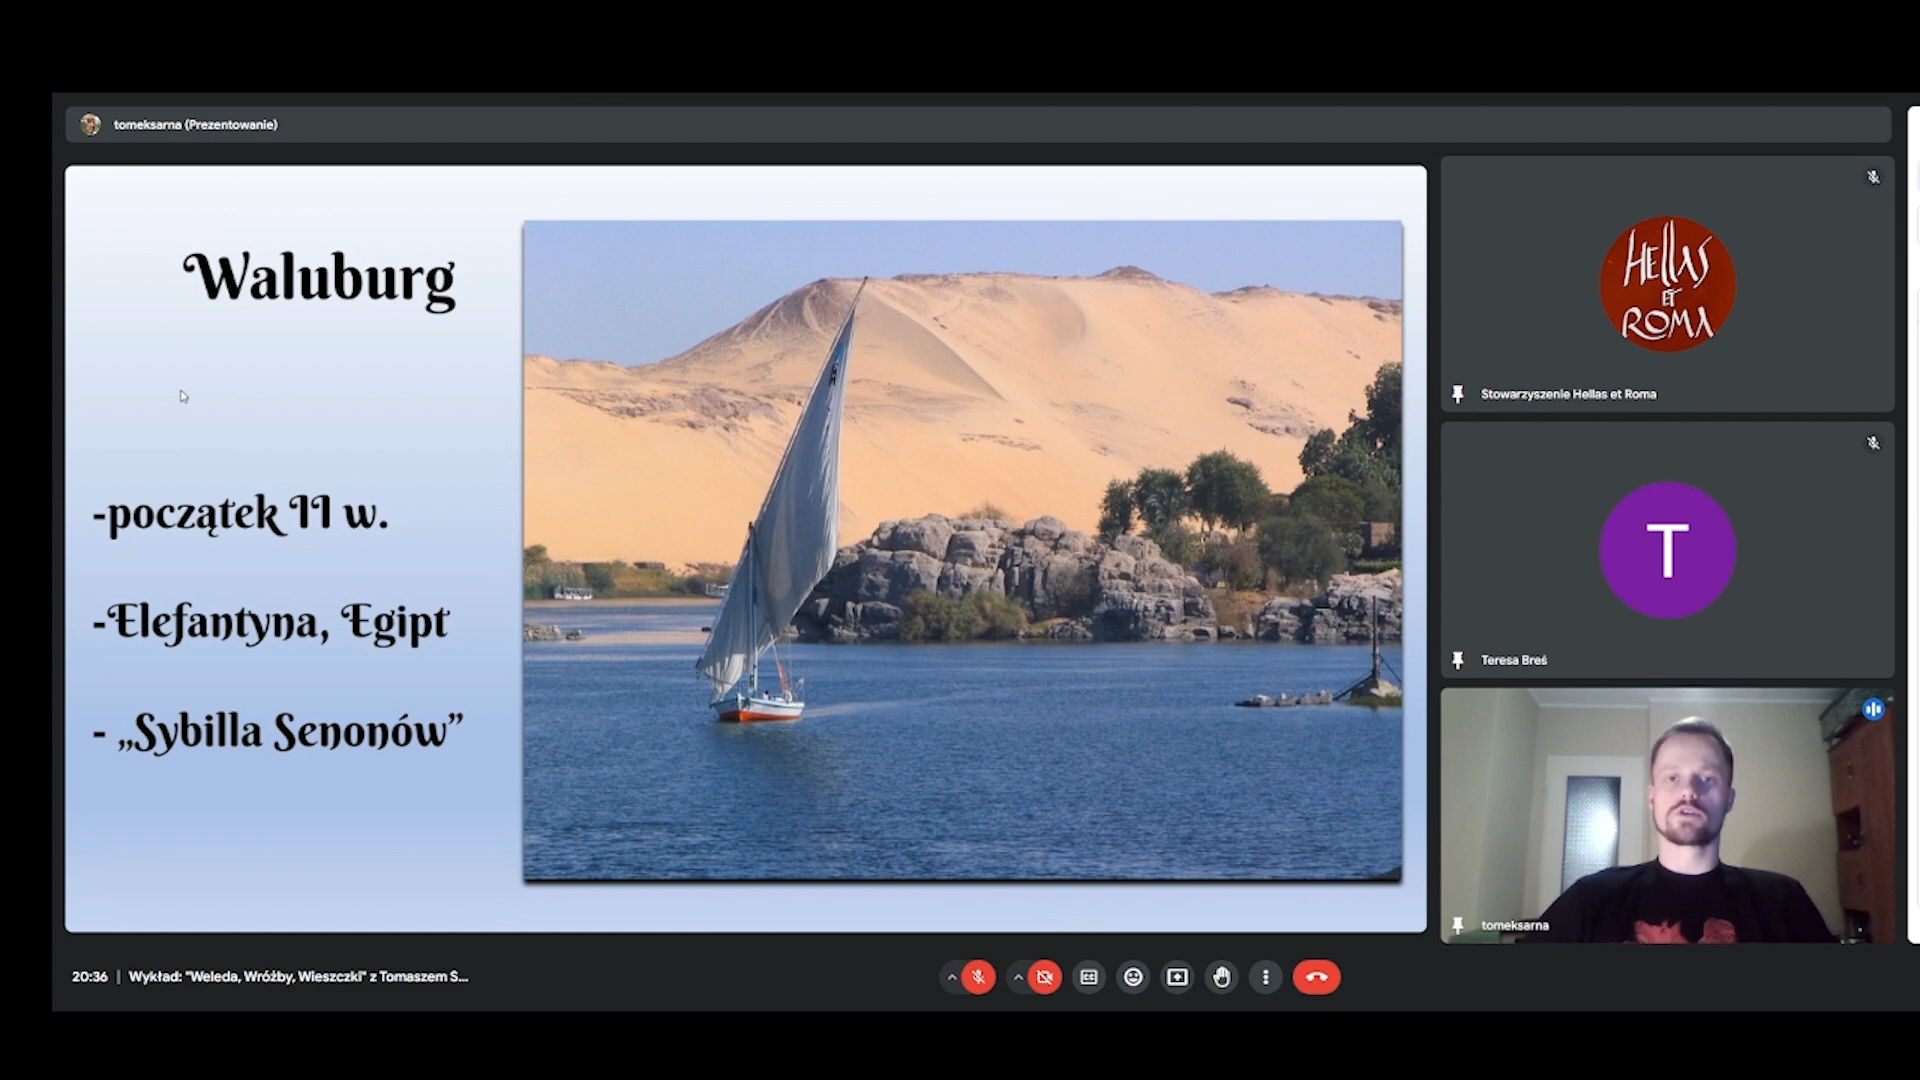 tomeksarna (Prezentowanie)
Waluburg
-początek II w.
-Elefantyna, Egipt
- „Sybilla Senonów”
HEllAS
ET
ROMA
Stowarzyszenie Hellas et Roma
T
Teresa Breś
tomeksarna
20:36 | Wykład: "Weleda, Wróżby, Wieszczki" z Tomaszem S...